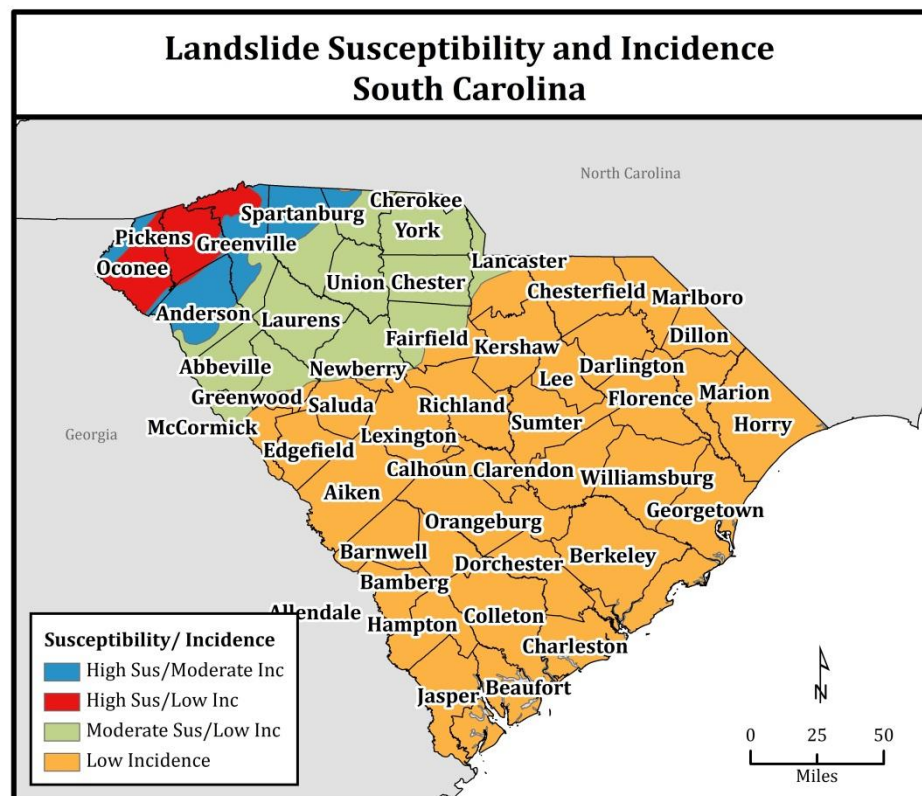 Landslide Susceptibility and Incidence
South Carolina
North Carolina
Cherokee
Spartanburg
York
Pickens
Greenville
Lancaster
Oconee
Union
Chester
Chesterfield
Marlboro
Anderson
Laurens
Dillon
Fairfield
Kershaw
Abbeville
Newberry
Darlington
Lee
Greenwood
Marion
Saluda
Richland
Florence
McCormick
Sumter
Horry
Georgia
Lexington
Edgefield
Calhoun
Clarendon
Williamsburg
Aiken
Georgetown
Orangeburg
Barnwell
Berkeley
Dorchester
Bamberg
Allendale
Colleton
Hampton
Charleston
Beaufort
Jasper
Susceptibility/ Incidence
High Sus/Moderate Inc
High Sus/Low Inc
Moderate Sus/Low Inc
Low Incidence
N
0 25 50
Miles